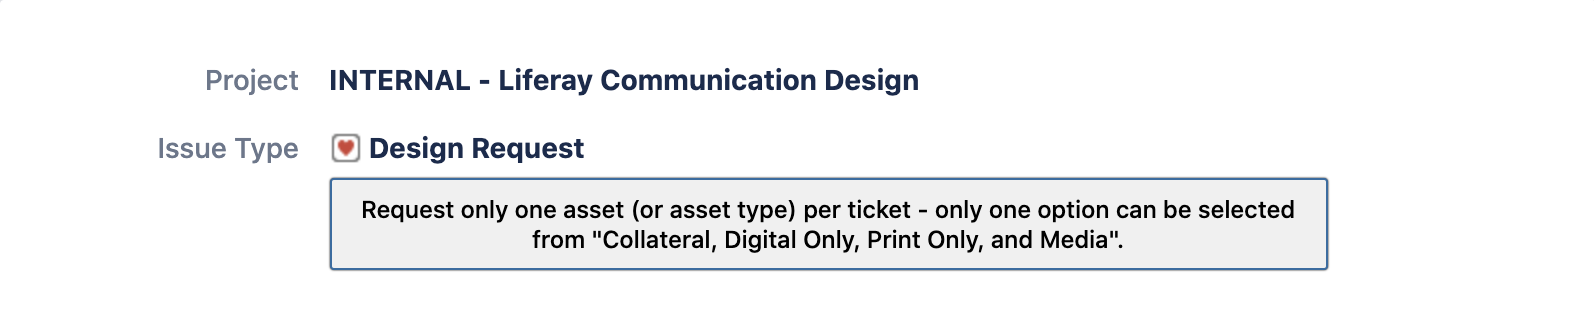 Project INTERNAL - Liferay Communication Design
Issue Type Design Request
Request only one asset (or asset type) per ticket - only one option can be selected
from "Collateral, Digital Only, Print Only, and Media".